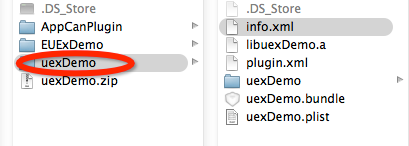 .DS_Store
AppCanPlugin
EUExDemo
uexDemo
uexDemo.zip
.DS_Store
info.xml
libuexDemo.a
plugin.xml
uexDemo
uexDemo.bundle
uexDemo.plist